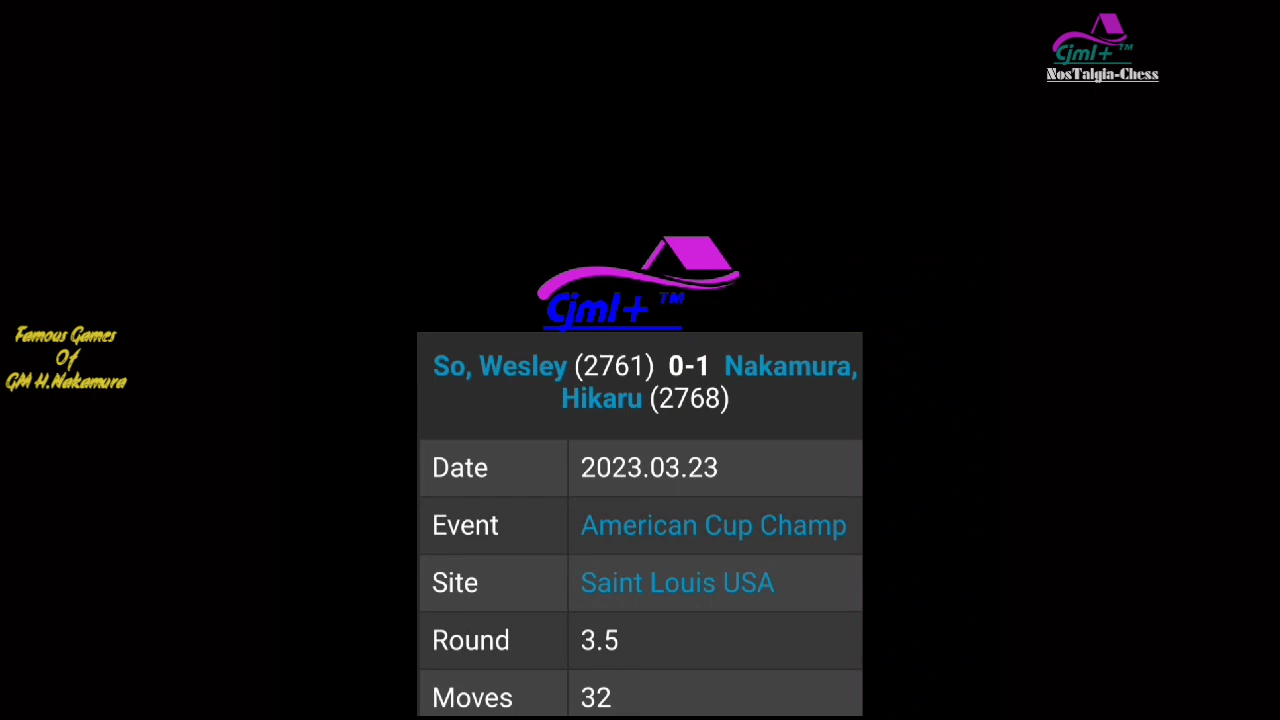 Cjml+ ™
NosTalgia-Chess
Cjml+ ™
Famous Games
Of
GM H.Nakamura
So, Wesley (2761) 0-1 Nakamura,
Hikaru (2768)
Date 2023.03.23
Event American Cup Champ
Site Saint Louis USA
Round 3.5
Moves 32